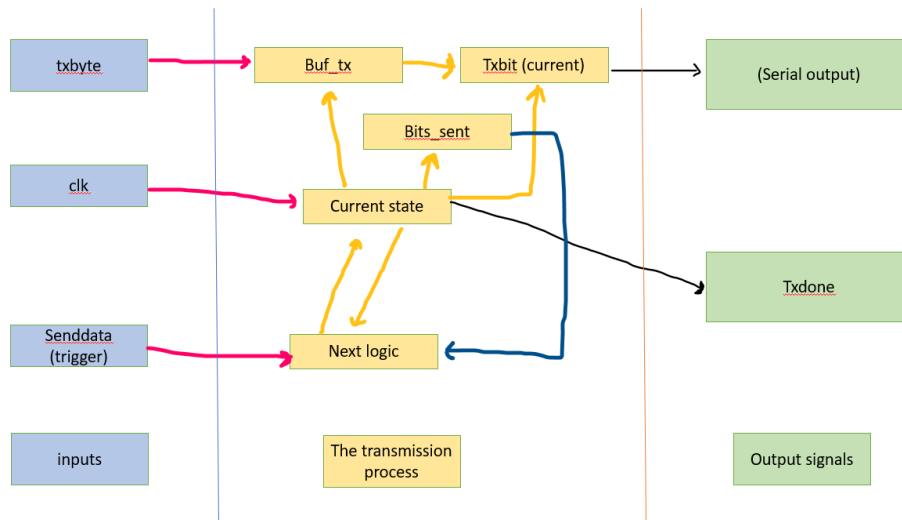 txbyte
Buf_tx
Txbit (current)
(Serial output)
Bits_sent
clk
Current state
Txdone
Senddata
(trigger)
Next logic
inputs
The transmission
process
Output signals